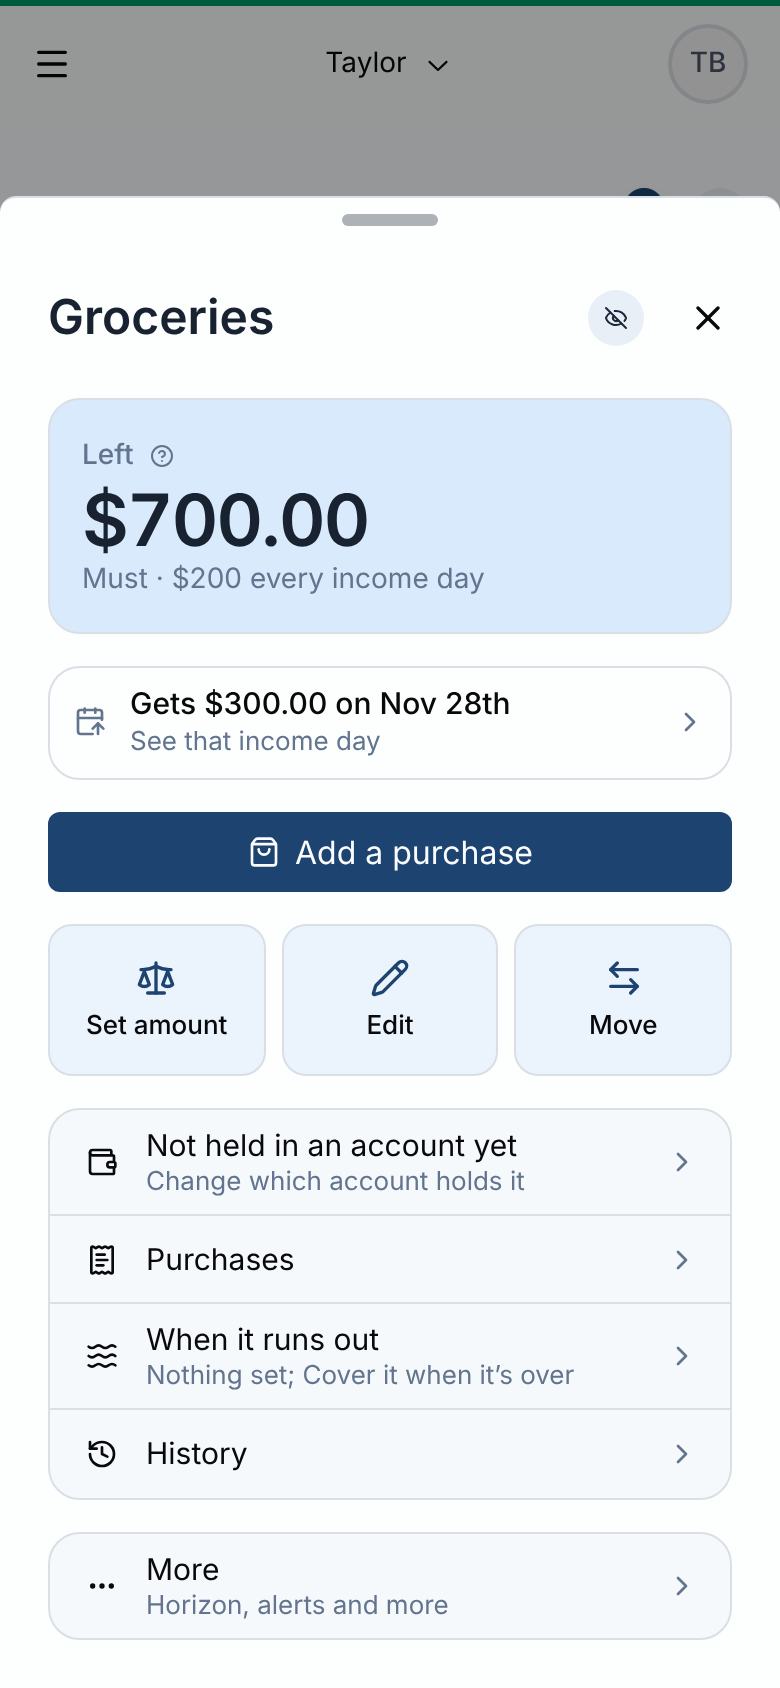 Taylor
TB
Groceries
Left
$700.00
Must · $200 every income day
Gets $300.00 on Nov 28th
See that income day
Add a purchase
Set amount
Edit
Move
Not held in an account yet
Change which account holds it
Purchases
When it runs out
Nothing set; Cover it when it’s over
History
More
Horizon, alerts and more